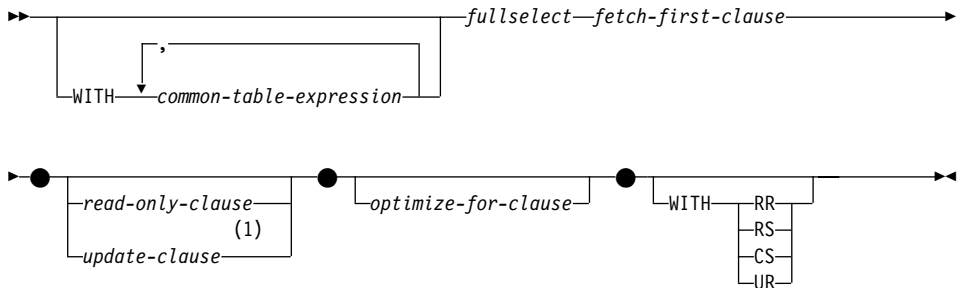 fullselect fetch-first-clause
,
WITH common-table-expression
read-only-clause
(1)
update-clause
optimize-for-clause
WITH RR
RS
CS
UR